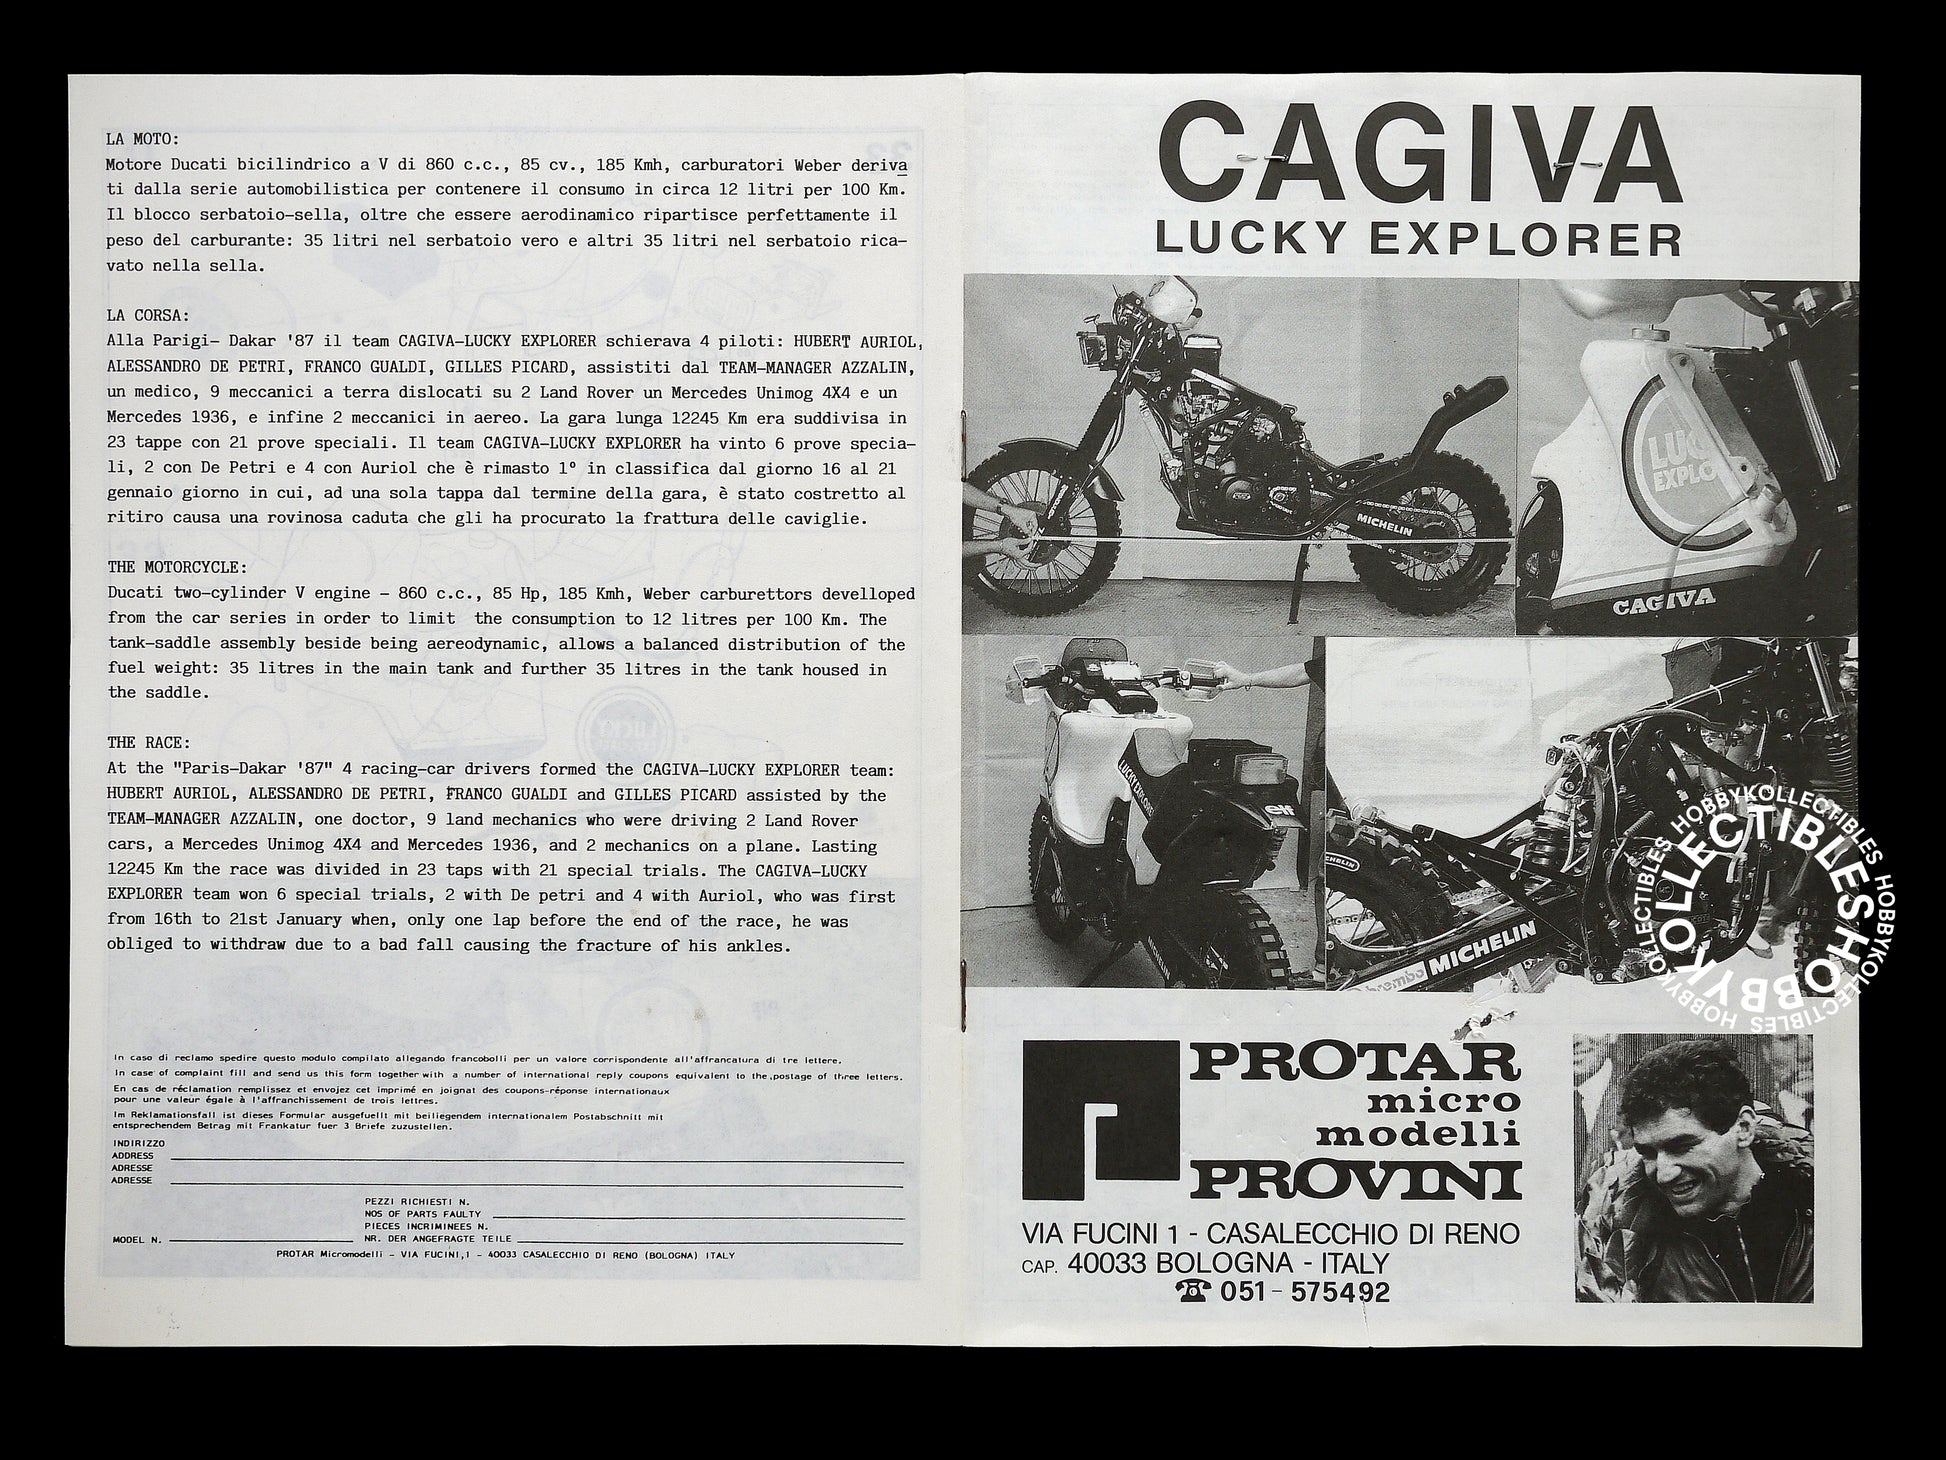 LA MOTO:
Motore Ducati bicilindrico a V di 860 c.c., 85 cv., 185 Kmh, carburatori Weber deriva
ti dalla serie automobilistica per contenere il consumo in circa 12 litri per 100 Km.
Il blocco serbatoio-sella, oltre che essere aerodinamico ripartisce perfettamente il
peso del carburante: 35 litri nel serbatoio vero e altri 35 litri nel serbatoio rica-
vato nella sella.
LA CORSA:
Alla Parigi- Dakar '87 il team CAGIVA-LUCKY EXPLORER schierava 4 piloti: HUBERT AURIOL,
ALESSANDRO DE PETRI, FRANCO GUALDI, GILLES PICARD, assistiti dal TEAM-MANAGER AZZALIN,
un medico, 9 meccanici a terra dislocati su 2 Land Rover un Mercedes Unimog 4X4 e un
Mercedes 1936, e infine 2 meccanici in aereo. La gara lunga 12245 Km era suddivisa in
23 tappe con 21 prove speciali. Il team CAGIVA-LUCKY EXPLORER ha vinto 6 prove specia-
li, 2 con De Petri e 4 con Auriol che è rimasto 1° in classifica dal giorno 16 al 21
gennaio giorno in cui, ad una sola tappa dal termine della gara, è stato costretto al
ritiro causa una rovinosa caduta che gli ha procurato la frattura delle caviglie.
THE MOTORCYCLE:
Ducati two-cylinder V engine - 860 c.c., 85 Hp, 185 Kmh, Weber carburettors develloped
from the car series in order to limit the consumption to 12 litres per 100 Km. The
tank-saddle assembly beside being aereodynamic, allows a balanced distribution of the
fuel weight: 35 litres in the main tank and further 35 litres in the tank housed in
the saddle.
THE RACE:
At the "Paris-Dakar '87" 4 racing-car drivers formed the CAGIVA-LUCKY EXPLORER team:
HUBERT AURIOL, ALESSANDRO DE PETRI, FRANCO GUALDI and GILLES PICARD assisted by the
TEAM-MANAGER AZZALIN, one doctor, 9 land mechanics who were driving 2 Land Rover
cars, a Mercedes Unimog 4X4 and Mercedes 1936, and 2 mechanics on a plane. Lasting
12245 Km the race was divided in 23 taps with 21 special trials. The CAGIVA-LUCKY
EXPLORER team won 6 special trials, 2 with De petri and 4 with Auriol, who was first
from 16th to 21st January when, only one lap before the end of the race, he was
obliged to withdraw due to a bad fall causing the fracture of his ankles.
In caso di reclamo spedire questo modulo compilato allegando francobolli per un valore corrispondente all'affrancatura di tre lettere.
In case of complaint fill and send us this form together with a number of international reply coupons equivalent to the postage of three letters.
En cas de réclamation remplissez et envojez cet imprimé en joignat des coupons-réponse internationaux
pour une valeur égale à l'affranchissement de trois lettres.
Im Reklamationsfall ist dieses Formular ausgefuellt mit beiliegendem internationalem Postabschnitt mit
entsprechendem Betrag mit Frankatur fuer 3 Briefe zuzustellen.
INDIRIZZO
ADDRESS
ADRESSE
ADRESSE
PEZZI RICHIESTI N.
NOS OF PARTS FAULTY
PIECES INCRIMINEES N.
MODEL N. NR. DER ANGEFRAGTE TEILE
PROTAR Micromodelli - VIA FUCINI,1 - 40033 CASALECCHIO DI RENO (BOLOGNA) ITALY
CAGIVA
LUCKY EXPLORER
MICHELIN
LUC
EXPLO
CAGIVA
LUCKY EXPLORER
elf
MICHELIN
MICHELIN
brembo MICHELIN
HOBBYKOLLECTIBLES HOBBYKOLLECTIBLES HOBBYKOLLECTIBLES
HOBBYKOLLECTIBLES
PROTAR
micro
modelli
PROVINI
VIA FUCINI 1 - CASALECCHIO DI RENO
CAP. 40033 BOLOGNA - ITALY
☎ 051 - 575492